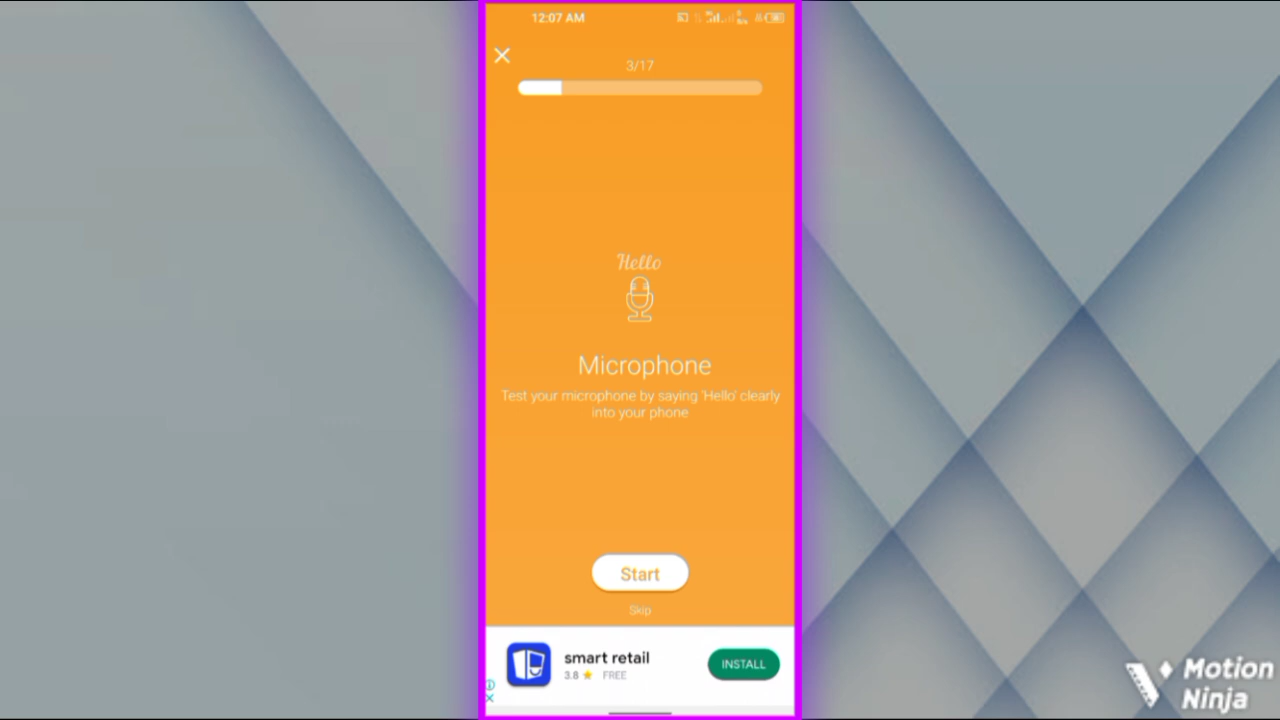 12:07 AM
3/17
Hello
Microphone
Test your microphone by saying 'Hello' clearly
into your phone
Start
Skip
smart retail
3.8 ★ FREE
INSTALL
Motion
Ninja